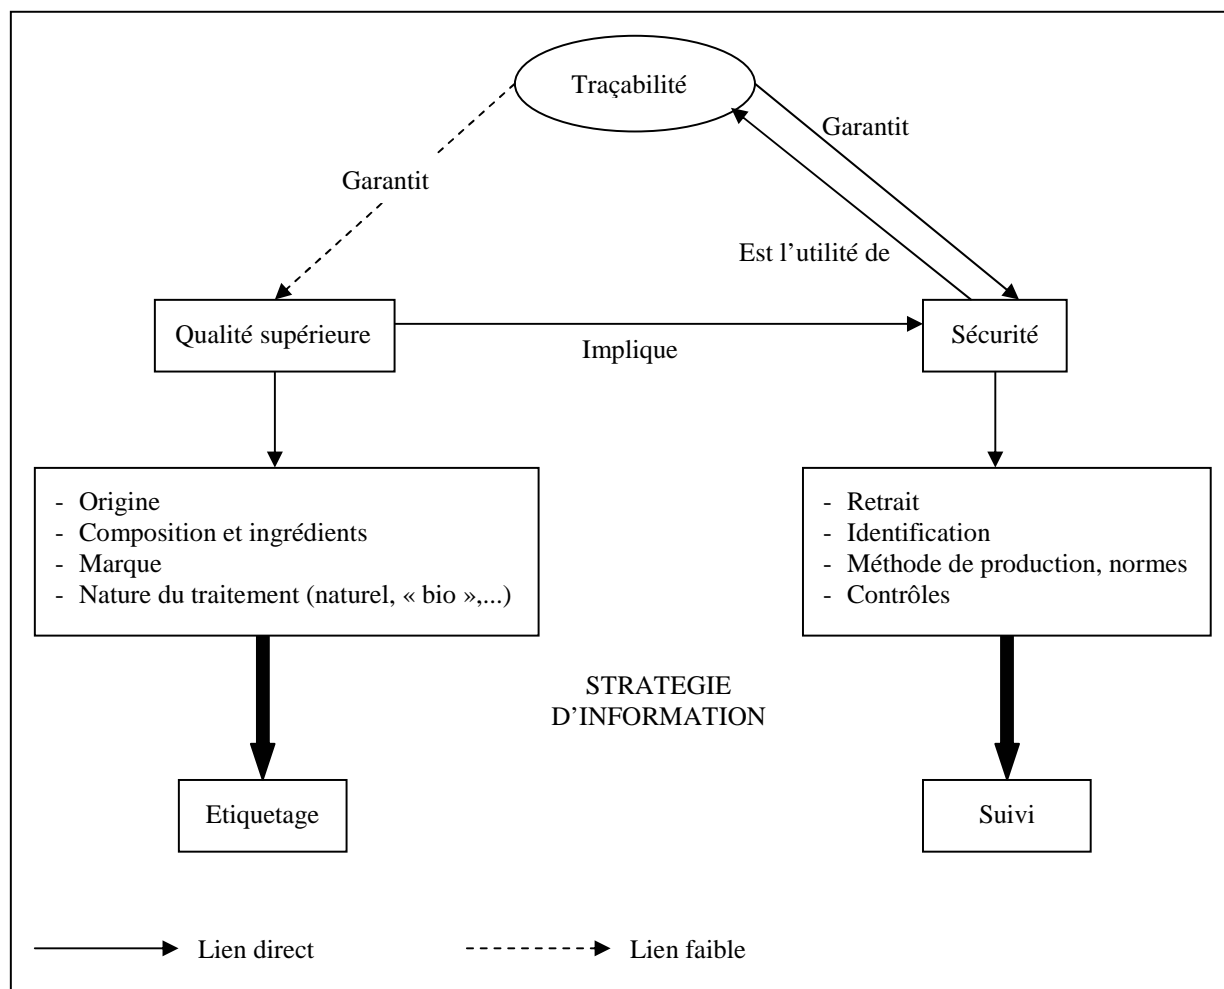 Traçabilité
Garantit
Garantit
Est l’utilité de
Qualité supérieure
Implique
Sécurité
- Origine
- Composition et ingrédients
- Marque
- Nature du traitement (naturel, « bio »,...)
- Retrait
- Identification
- Méthode de production, normes
- Contrôles
STRATEGIE
D’INFORMATION
Etiquetage
Suivi
Lien direct
Lien faible